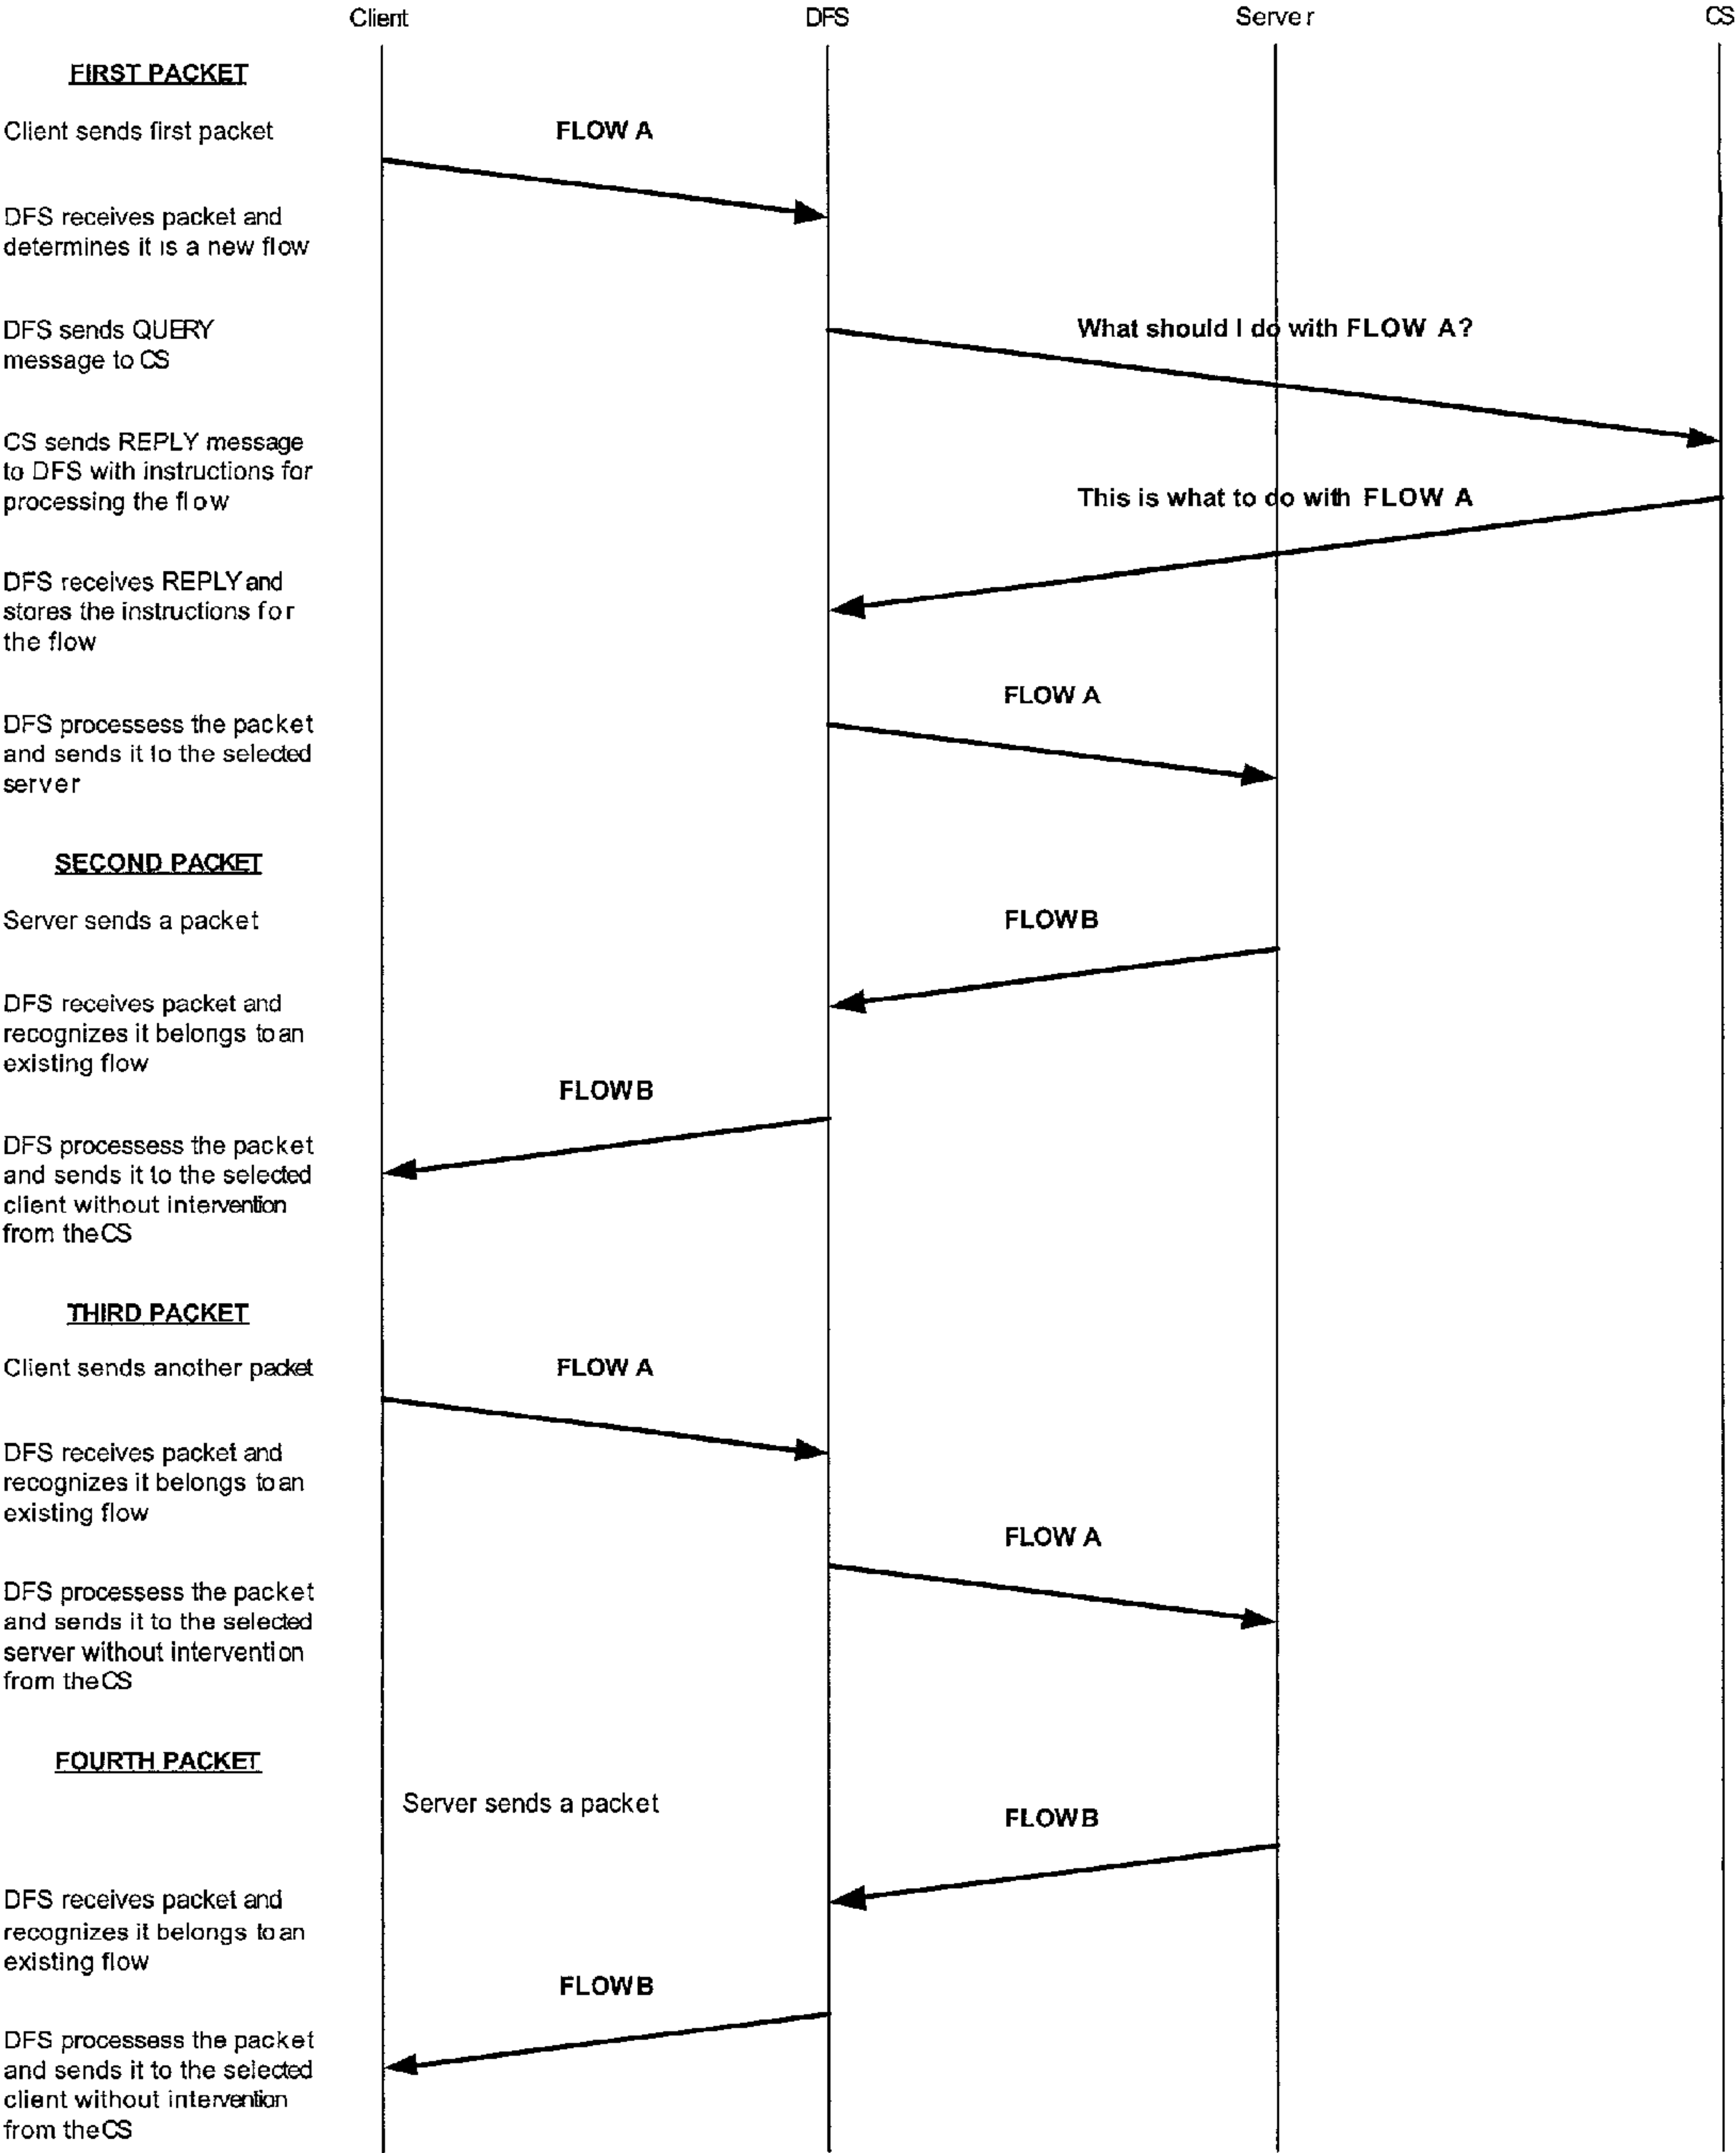 Client DFS Server CS
FIRST PACKET
Client sends first packet
FLOW A
DFS receives packet and
determines it is a new flow
DFS sends QUERY
message to CS
What should I do with FLOW A?
CS sends REPLY message
to DFS with instructions for
processing the flow
This is what to do with FLOW A
DFS receives REPLY and
stores the instructions for
the flow
FLOW A
DFS processess the packet
and sends it to the selected
server
SECOND PACKET
Server sends a packet
FLOW B
DFS receives packet and
recognizes it belongs to an
existing flow
FLOW B
DFS processess the packet
and sends it to the selected
client without intervention
from the CS
THIRD PACKET
Client sends another packet
FLOW A
DFS receives packet and
recognizes it belongs to an
existing flow
FLOW A
DFS processess the packet
and sends it to the selected
server without intervention
from the CS
FOURTH PACKET
Server sends a packet
FLOW B
DFS receives packet and
recognizes it belongs to an
existing flow
FLOW B
DFS processess the packet
and sends it to the selected
client without intervention
from the CS